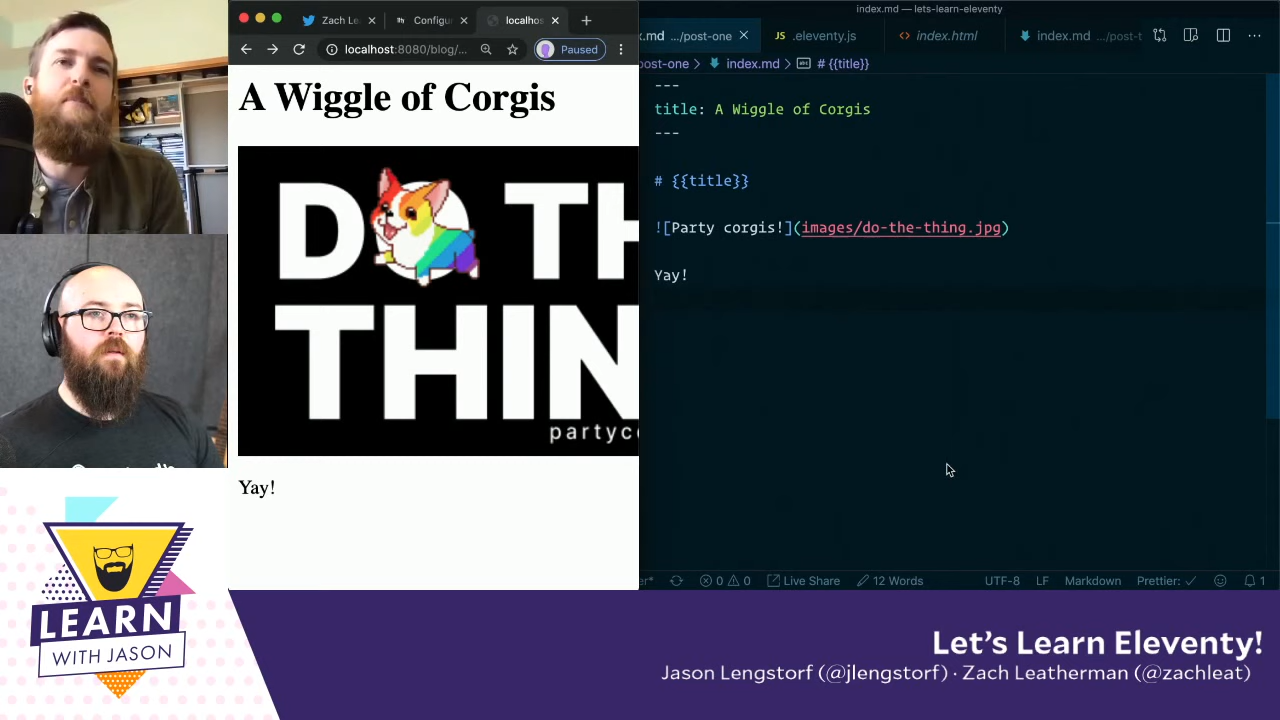 Zach Le
Configur
localhos
localhost:8080/blog/...
Paused
A Wiggle of Corgis
DO TH
THIN
partyc
Yay!
index.md — lets-learn-eleventy
.md .../post-one
.eleventy.js
index.html
index.md .../post-t
post-one > index.md > # {{title}}
---
title: A Wiggle of Corgis
---
# {{title}}
![Party corgis!](images/do-the-thing.jpg)
Yay!
0 0 Live Share 12 Words UTF-8 LF Markdown Prettier: ✓ 1
LEARN
WITH JASON
Let's Learn Eleventy!
Jason Lengstorf (@jlengstorf) · Zach Leatherman (@zachleat)